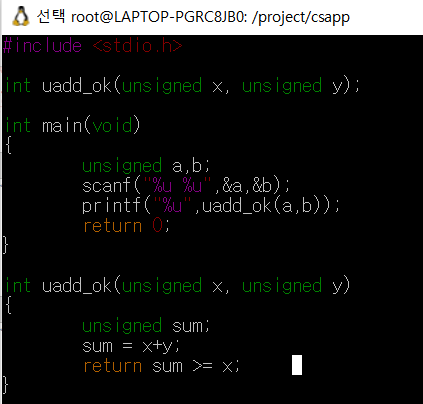 선택 root@LAPTOP-PGRC8JB0: /project/csapp
#include <stdio.h>
int uadd_ok(unsigned x, unsigned y);
int main(void)
{
unsigned a,b;
scanf("%u %u",&a,&b);
printf("%u",uadd_ok(a,b));
return 0;
}
int uadd_ok(unsigned x, unsigned y)
{
unsigned sum;
sum = x+y;
return sum >= x;
}